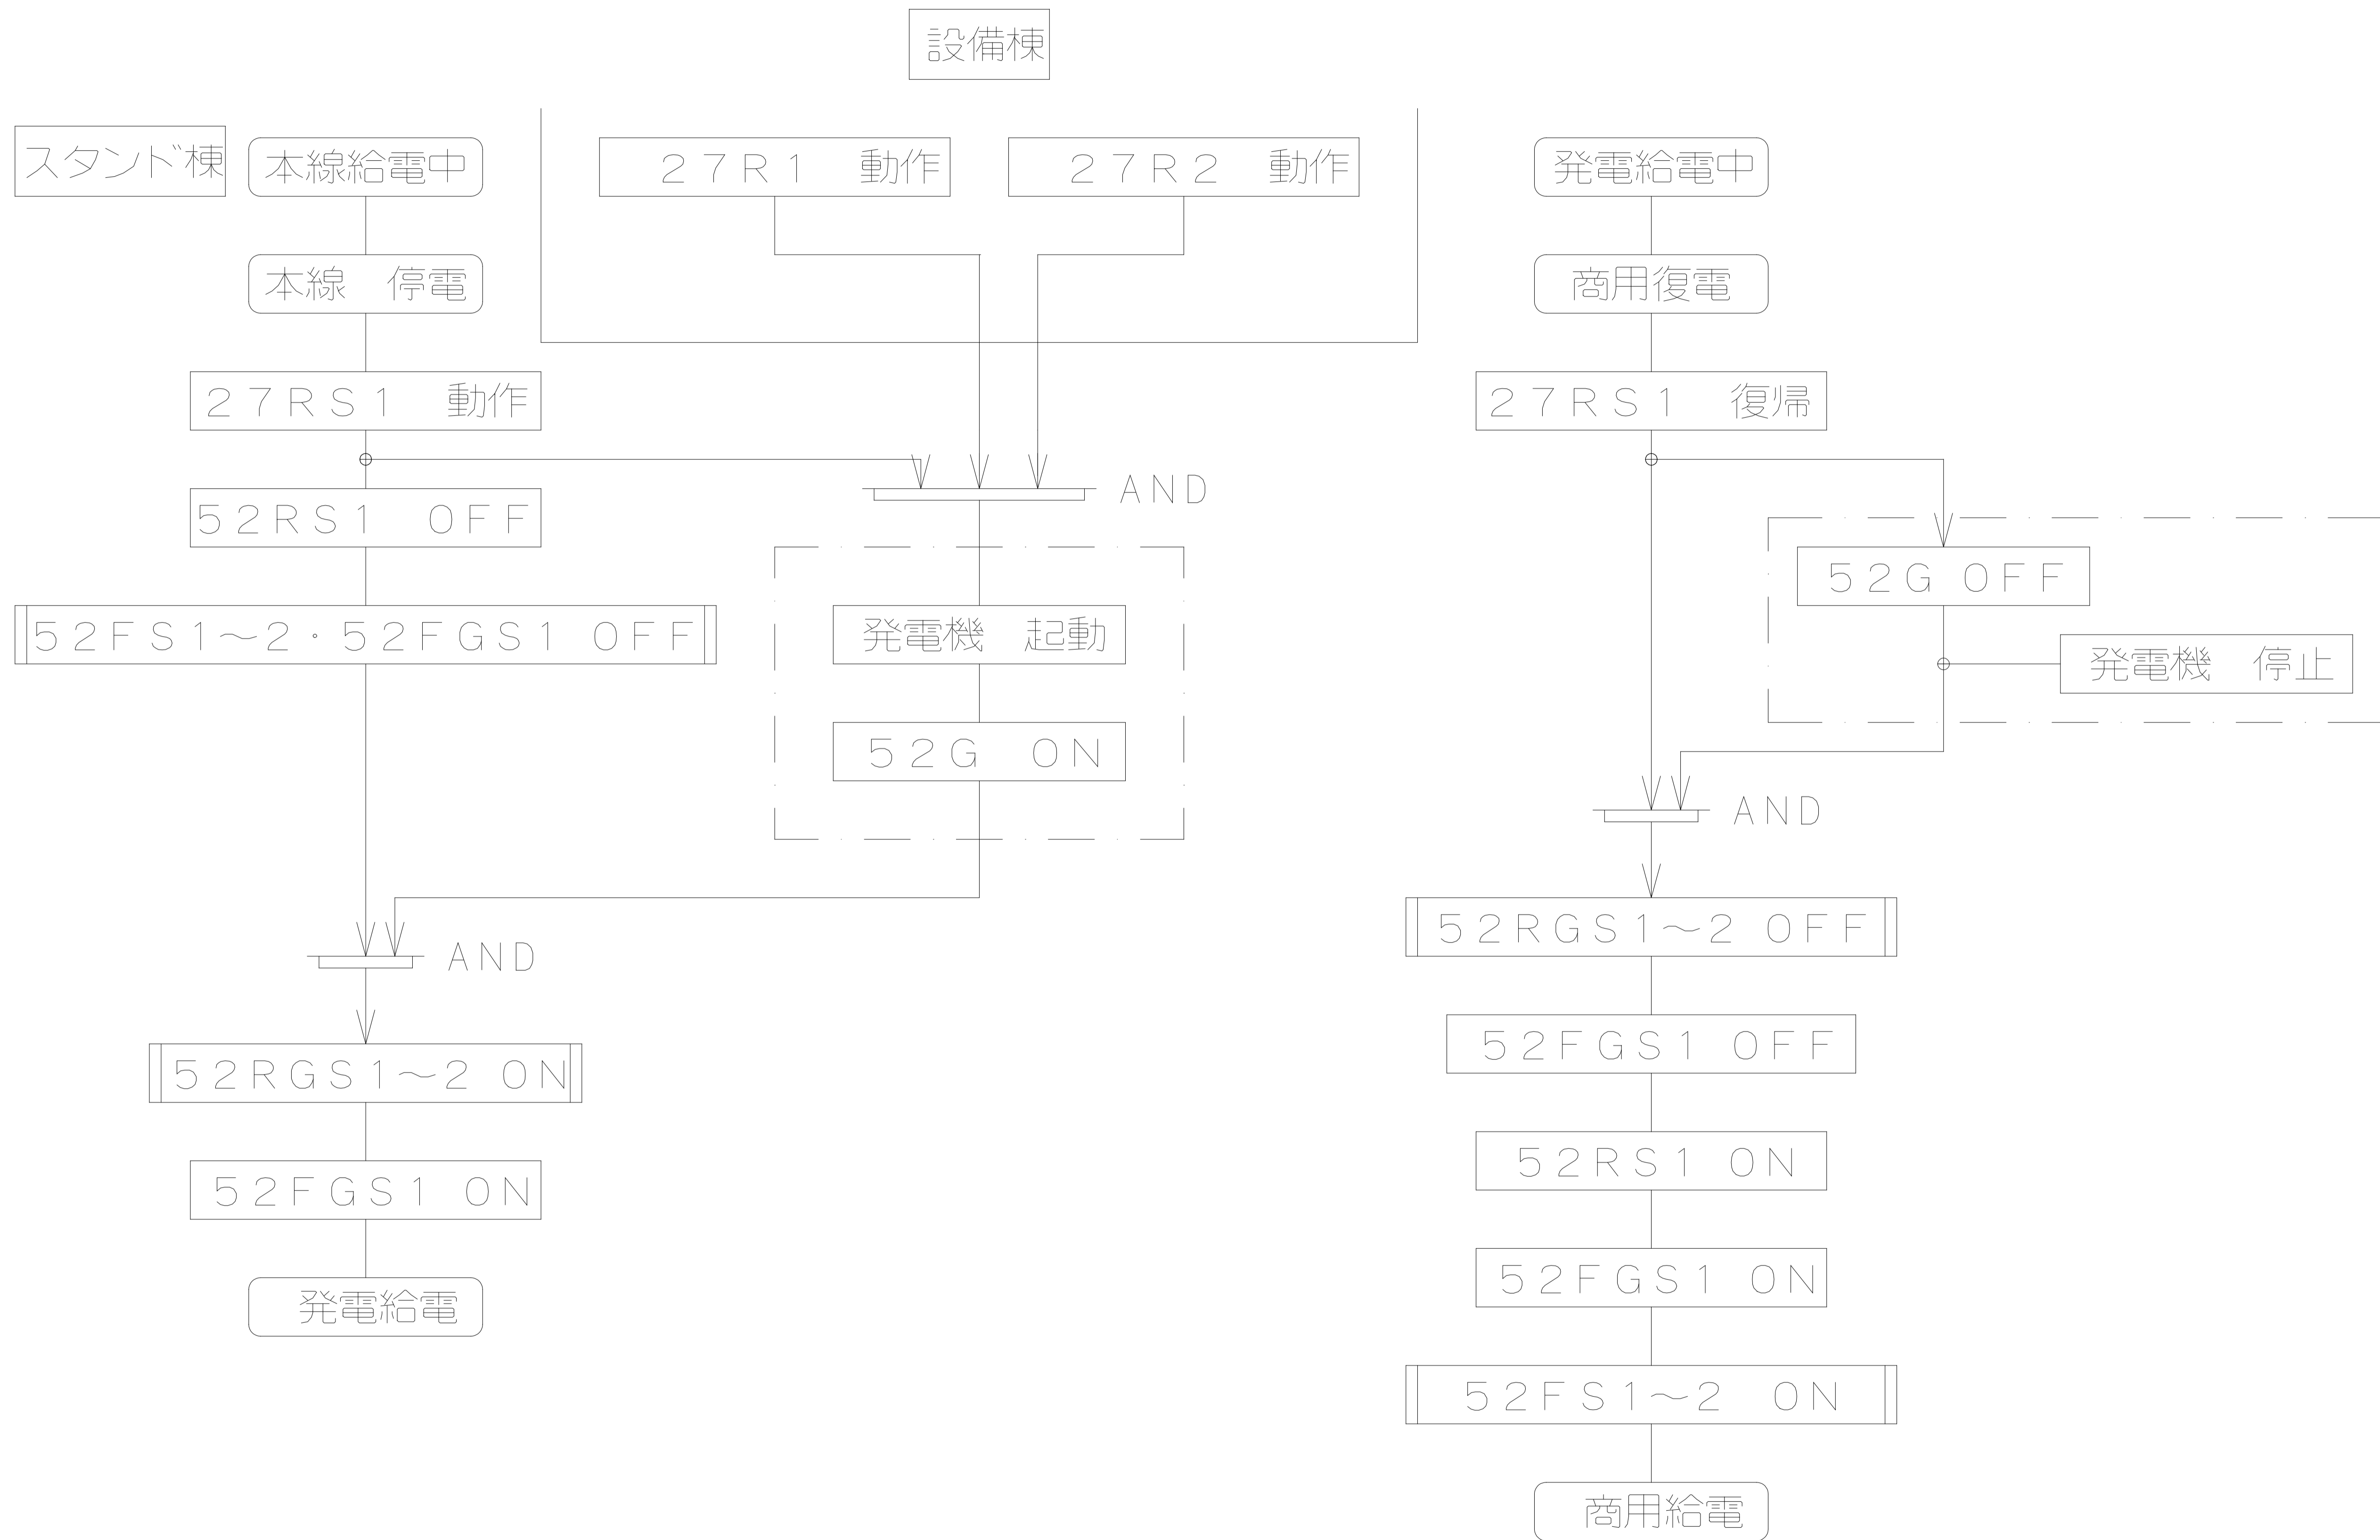 設備棟
スタンド棟
本線給電中
27R1 動作
27R2 動作
発電給電中
本線 停電
商用復電
27RS1 動作
27RS1 復帰
AND
52RS1 OFF
52G OFF
52FS1～2・52FGS1 OFF
発電機 起動
発電機 停止
52G ON
AND
52RGS1～2 OFF
AND
52FGS1 OFF
52RGS1～2 ON
52RS1 ON
52FGS1 ON
52FGS1 ON
発電給電
52FS1～2 ON
商用給電